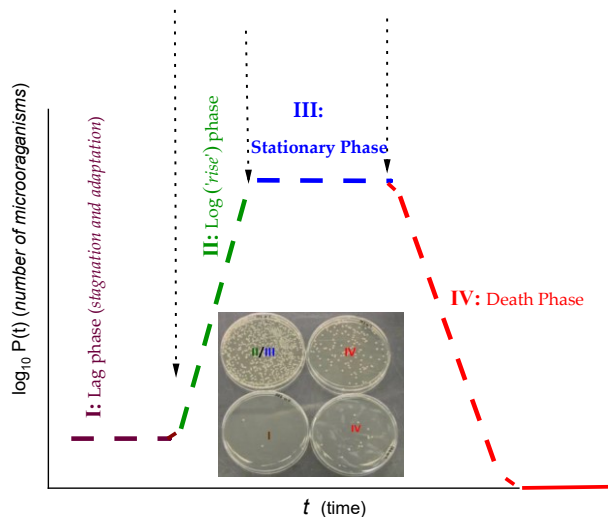 III:
Stationary Phase
II: Log ('rise') phase
I: Lag phase (stagnation and adaptation)
IV: Death Phase
log10 P(t) (number of microoraganisms)
II/III
IV
I
IV
t (time)